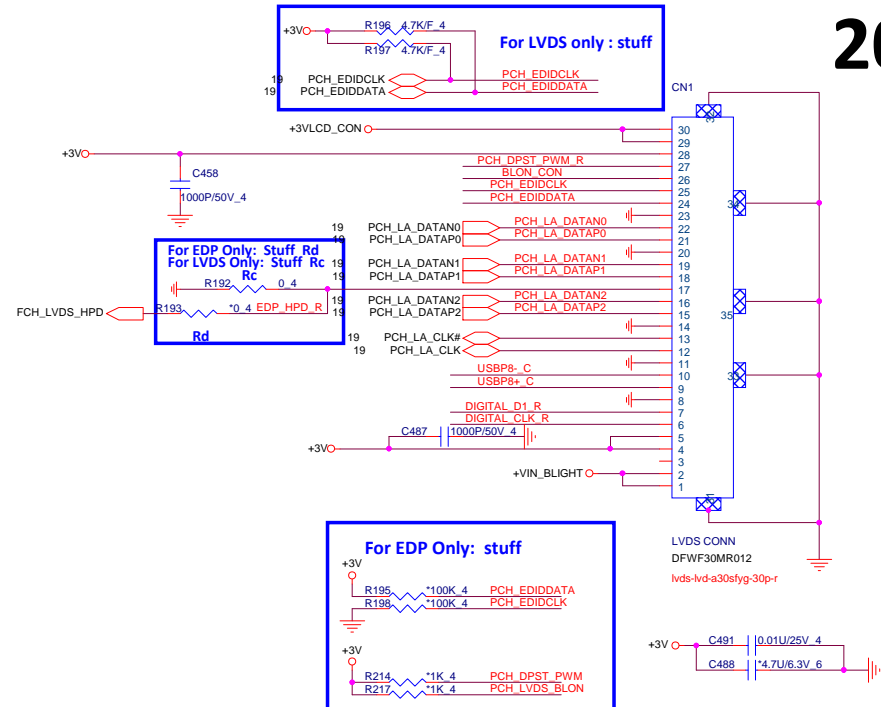 20
+3V
R196 4.7K/F_4
R197 4.7K/F_4
For LVDS only : stuff
19 PCH_EDIDCLK PCH_EDIDCLK
19 PCH_EDIDDATA PCH_EDIDDATA
CN1
+3VLCD_CON
30
29
+3V
28
C458
1000P/50V_4
PCH_DPST_PWM_R 27
BLON_CON 26
PCH_EDIDCLK 25
PCH_EDIDDATA 24
23
19 PCH_LA_DATAN0 PCH_LA_DATAN0 22
19 PCH_LA_DATAP0 PCH_LA_DATAP0 21
20
For EDP Only: Stuff Rd
For LVDS Only: Stuff Rc
Rc
R192 0_4
19 PCH_LA_DATAN1 PCH_LA_DATAN1 19
19 PCH_LA_DATAP1 PCH_LA_DATAP1 18
17
FCH_LVDS_HPD R193 *0_4 EDP_HPD_R
Rd
19 PCH_LA_DATAN2 PCH_LA_DATAN2 16
19 PCH_LA_DATAP2 PCH_LA_DATAP2 15
14
19 PCH_LA_CLK# 13
19 PCH_LA_CLK 12
11
USBP8-_C 10
USBP8+_C 9
8
DIGITAL_D1_R 7
DIGITAL_CLK_R 6
C487 1000P/50V_4
5
+3V
4
3
+VIN_BLIGHT 2
1
34
35
33
LVDS CONN
DFWF30MR012
lvds-lvd-a30sfyg-30p-r
For EDP Only: stuff
+3V
R195 *100K_4 PCH_EDIDDATA
R198 *100K_4 PCH_EDIDCLK
+3V
R214 *1K_4 PCH_DPST_PWM
R217 *1K_4 PCH_LVDS_BLON
+3V
C491 0.01U/25V_4
C488 *4.7U/6.3V_6